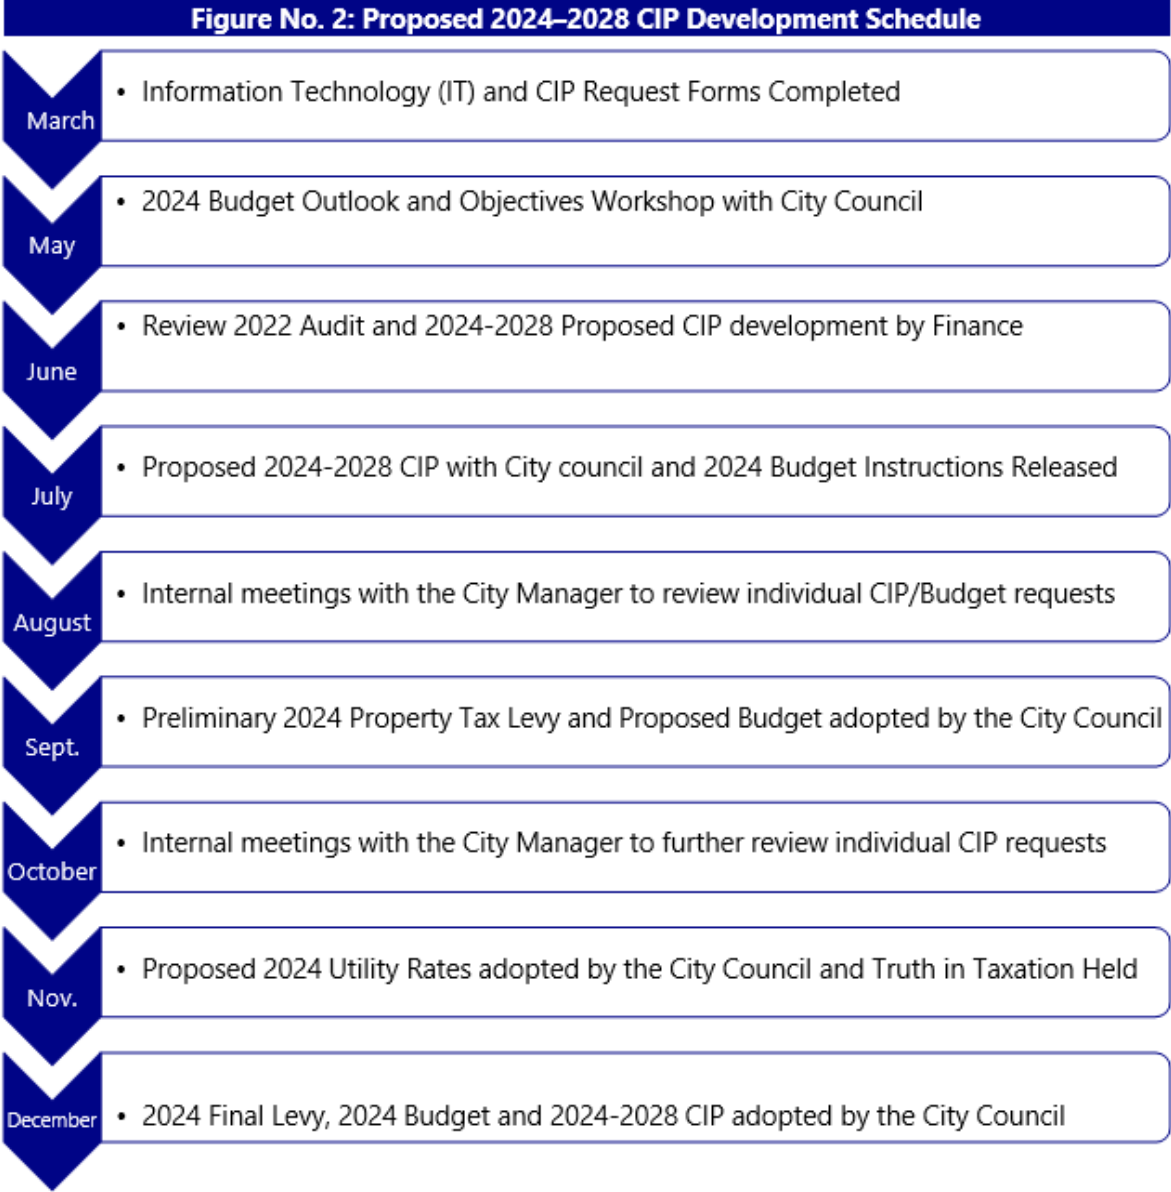 Figure No. 2: Proposed 2024–2028 CIP Development Schedule
March
• Information Technology (IT) and CIP Request Forms Completed
May
• 2024 Budget Outlook and Objectives Workshop with City Council
June
• Review 2022 Audit and 2024-2028 Proposed CIP development by Finance
July
• Proposed 2024-2028 CIP with City council and 2024 Budget Instructions Released
August
• Internal meetings with the City Manager to review individual CIP/Budget requests
Sept.
• Preliminary 2024 Property Tax Levy and Proposed Budget adopted by the City Council
October
• Internal meetings with the City Manager to further review individual CIP requests
Nov.
• Proposed 2024 Utility Rates adopted by the City Council and Truth in Taxation Held
December
• 2024 Final Levy, 2024 Budget and 2024-2028 CIP adopted by the City Council